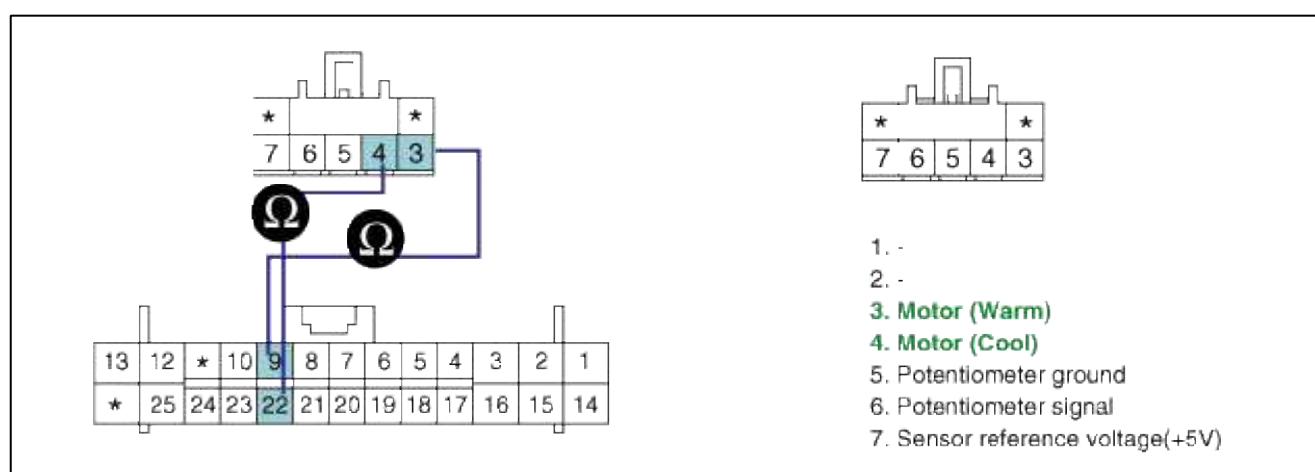 * *
7 6 5 4 3
Ω
Ω
13 12 * 10 9 8 7 6 5 4 3 2 1
* 25 24 23 22 21 20 19 18 17 16 15 14
* *
7 6 5 4 3
1. -
2. -
3. Motor (Warm)
4. Motor (Cool)
5. Potentiometer ground
6. Potentiometer signal
7. Sensor reference voltage(+5V)